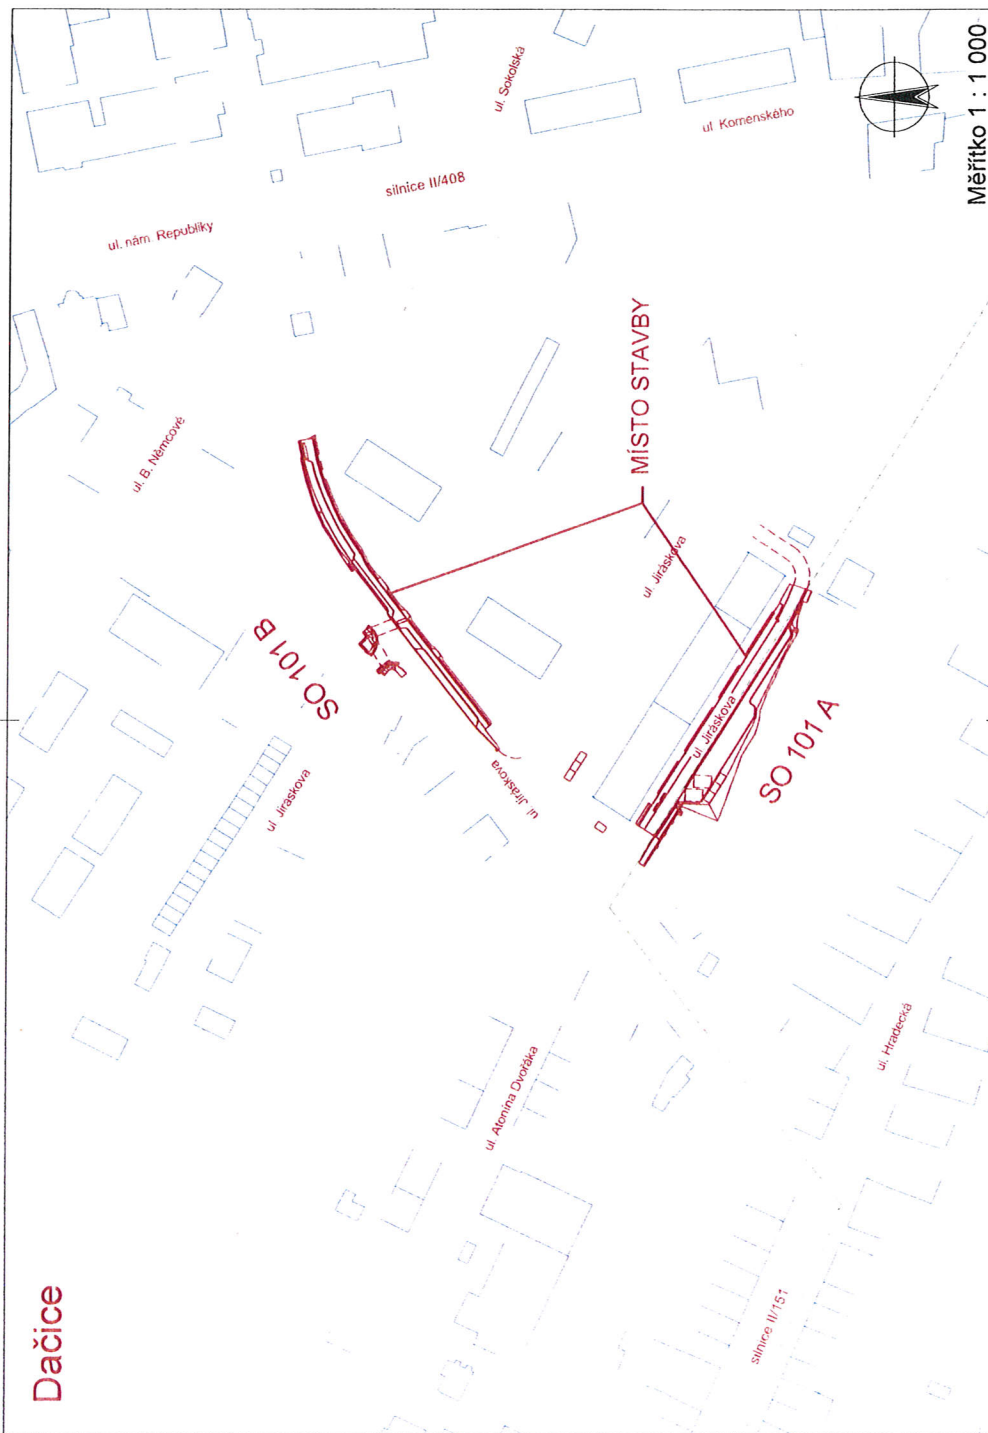 Dačice
ul. nám. Republiky
silnice II/408
ul. Sokolská
ul. Komenského
ul. B. Němcové
MÍSTO STAVBY
SO 101 B
ul. Jiráskova
ul. Jiráskova
ul. Jiráskova
ul. Jiráskova
SO 101 A
ul. Atonína Dvořáka
ul. Hradecká
silnice II/151
Měřítko 1 : 1 000